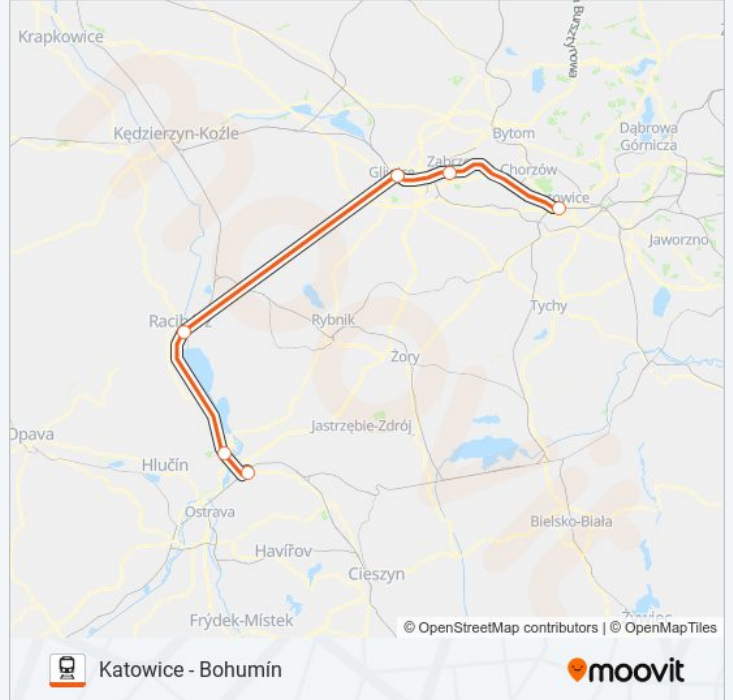 Krapkowice
Bursztynowa
Kędzierzyn-Koźle
Bytom
Dąbrowa
Górnicza
Chorzów
Jaworzno
Tychy
Rybnik
Żory
Jastrzębie-Zdrój
Opava
Hlučín
Ostrava
Bielsko-Biała
Havířov
Cieszyn
Frýdek-Místek
© OpenStreetMap contributors | © OpenMapTiles
Katowice - Bohumín
moovit